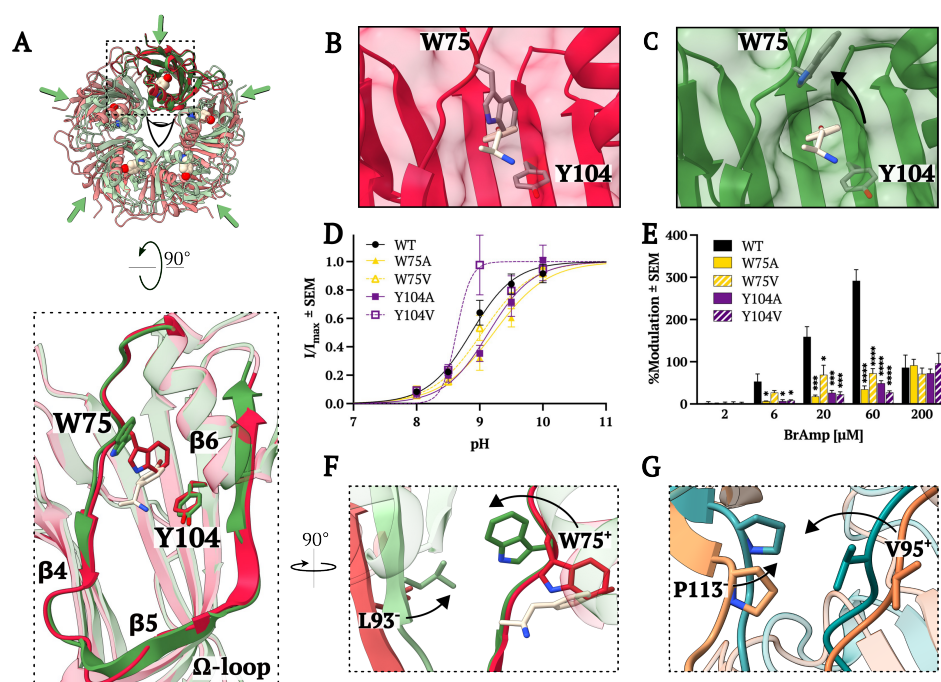 A
90°
W75
Y104
β6
β4
β5
Ω-loop
B
W75
Y104
C
W75
Y104
D
WT
W75A
W75V
Y104A
Y104V
I/Imax ± SEM
1.0
0.8
0.6
0.4
0.2
0.0
7 8 9 10 11
pH
E
WT
W75A
W75V
Y104A
Y104V
%Modulation ± SEM
400
300
200
100
0
* * *
*** * *** ***
**** **** **** ****
2 6 20 60 200
BrAmp [µM]
90°
F
W75+
L93-
G
V95+
P113-